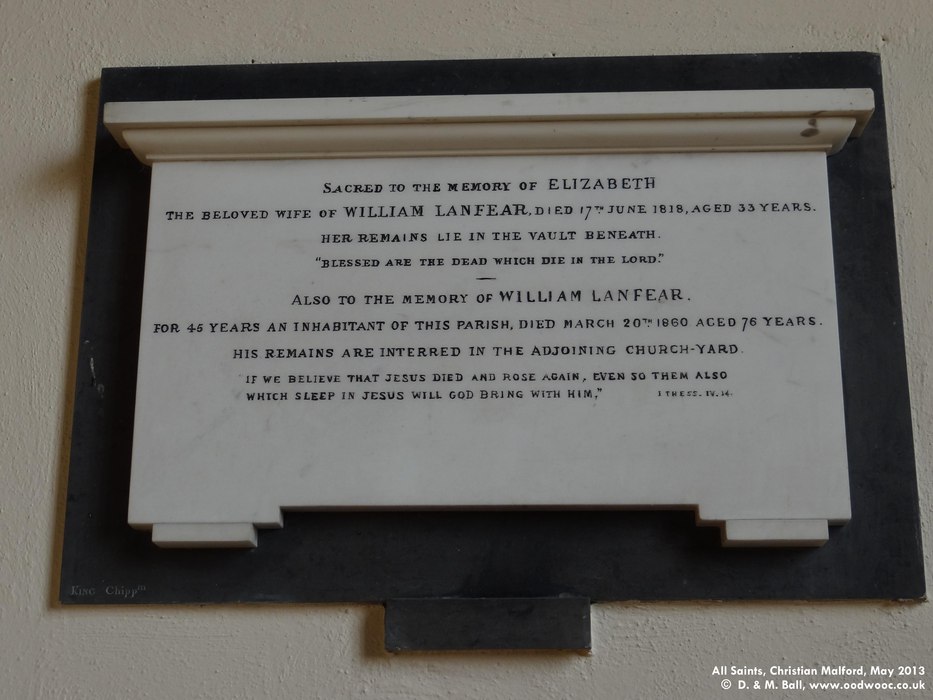 SACRED TO THE MEMORY OF ELIZABETH
THE BELOVED WIFE OF WILLIAM LANFEAR, DIED 17TH JUNE 1818, AGED 33 YEARS.
HER REMAINS LIE IN THE VAULT BENEATH.
"BLESSED ARE THE DEAD WHICH DIE IN THE LORD."
ALSO TO THE MEMORY OF WILLIAM LANFEAR.
FOR 45 YEARS AN INHABITANT OF THIS PARISH, DIED MARCH 20TH 1860 AGED 76 YEARS.
HIS REMAINS ARE INTERRED IN THE ADJOINING CHURCH-YARD.
"IF WE BELIEVE THAT JESUS DIED AND ROSE AGAIN, EVEN SO THEM ALSO
WHICH SLEEP IN JESUS WILL GOD BRING WITH HIM," 1 THESS. IV. 14.
KING Chippm
All Saints, Christian Malford, May 2013
© D. & M. Ball, www.oodwooc.co.uk